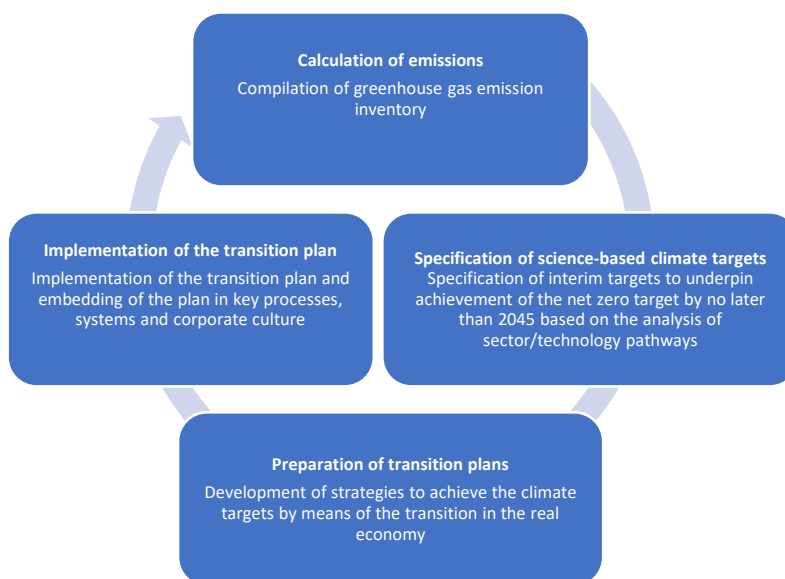 Calculation of emissions
Compilation of greenhouse gas emission
inventory
Specification of science-based climate targets
Specification of interim targets to underpin
achievement of the net zero target by no later
than 2045 based on the analysis of
sector/technology pathways
Preparation of transition plans
Development of strategies to achieve the climate
targets by means of the transition in the real
economy
Implementation of the transition plan
Implementation of the transition plan and
embedding of the plan in key processes,
systems and corporate culture